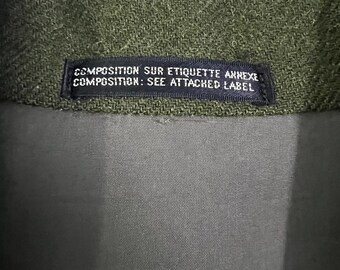 COMPOSITION SUR ETIQUETTE ANNEXE
COMPOSITION: SEE ATTACHED LABEL